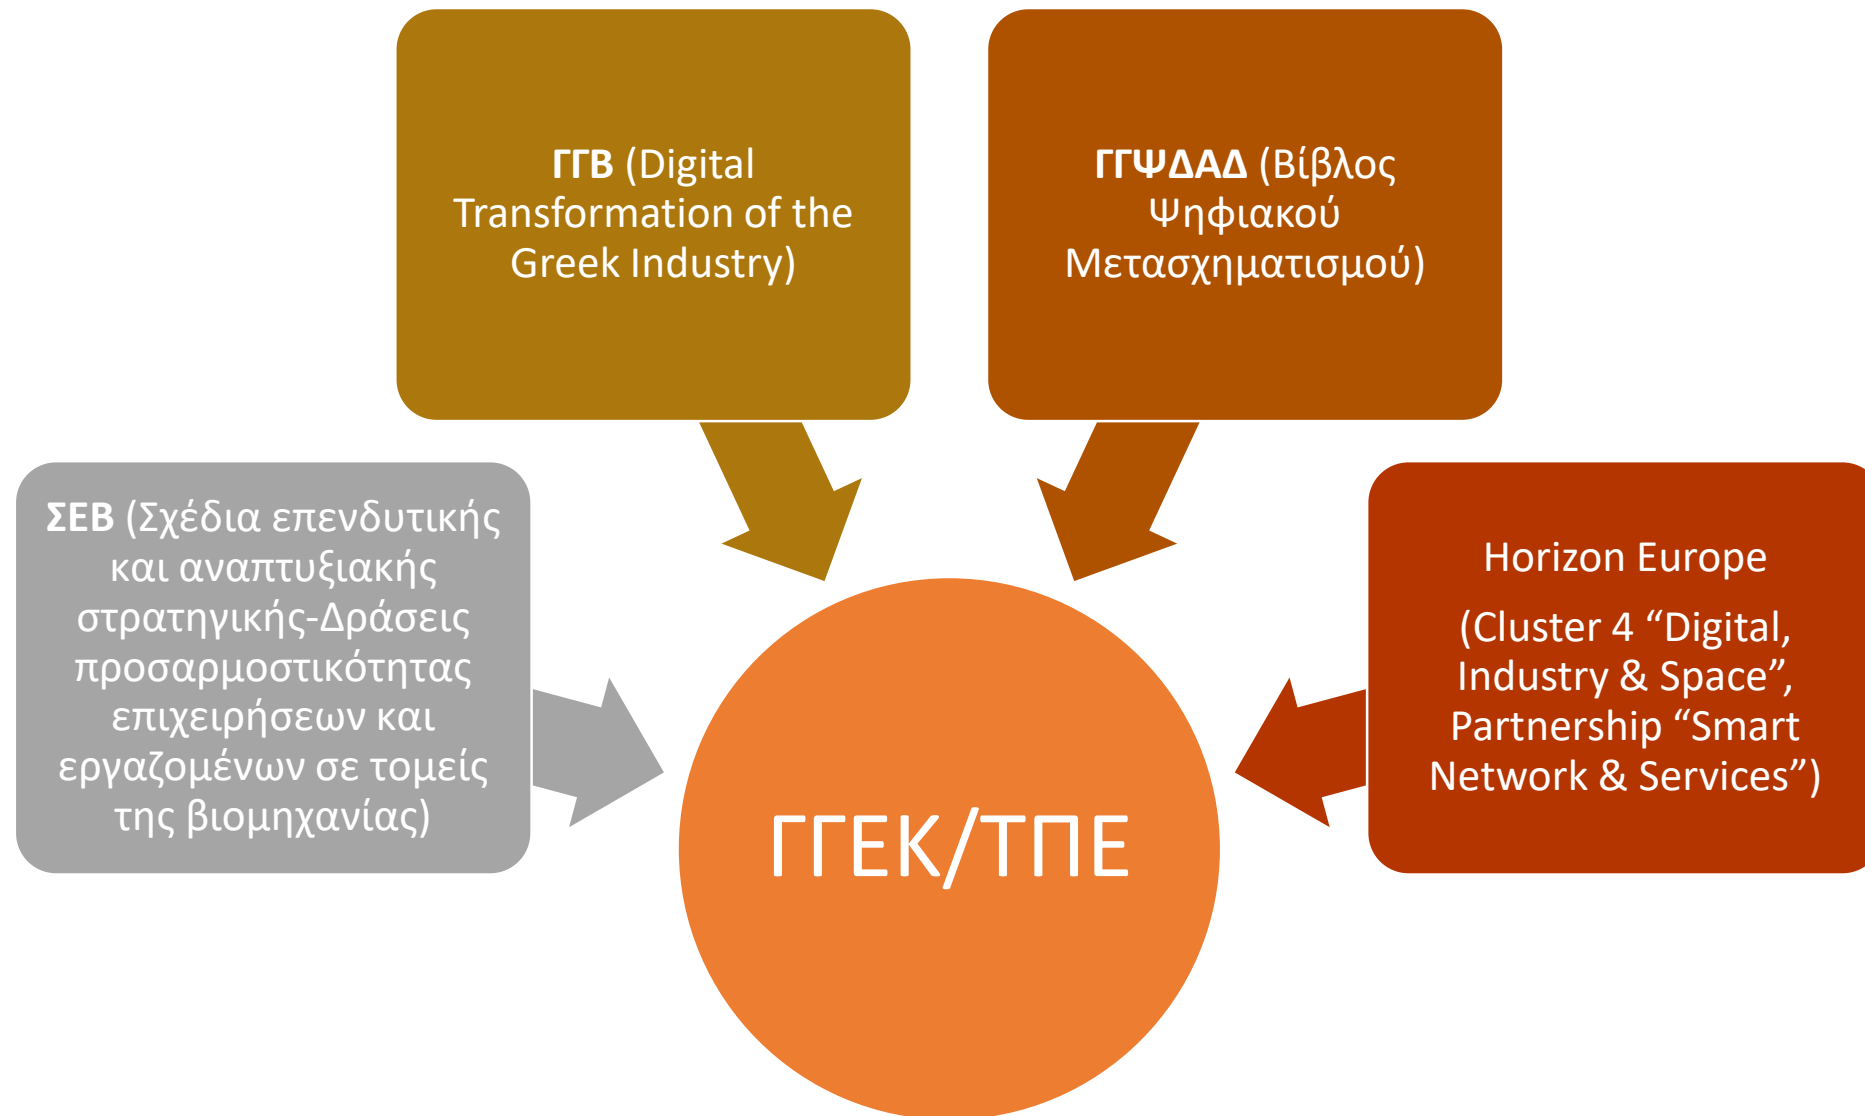 ΓΓΒ (Digital
Transformation of the
Greek Industry)
ΓΓΨΔΑΔ (Βίβλος
Ψηφιακού
Μετασχηματισμού)
ΣΕΒ (Σχέδια επενδυτικής
και αναπτυξιακής
στρατηγικής-Δράσεις
προσαρμοστικότητας
επιχειρήσεων και
εργαζομένων σε τομείς
της βιομηχανίας)
Horizon Europe
(Cluster 4 “Digital,
Industry & Space”,
Partnership “Smart
Network & Services”)
ΓΓΕΚ/ΤΠΕ